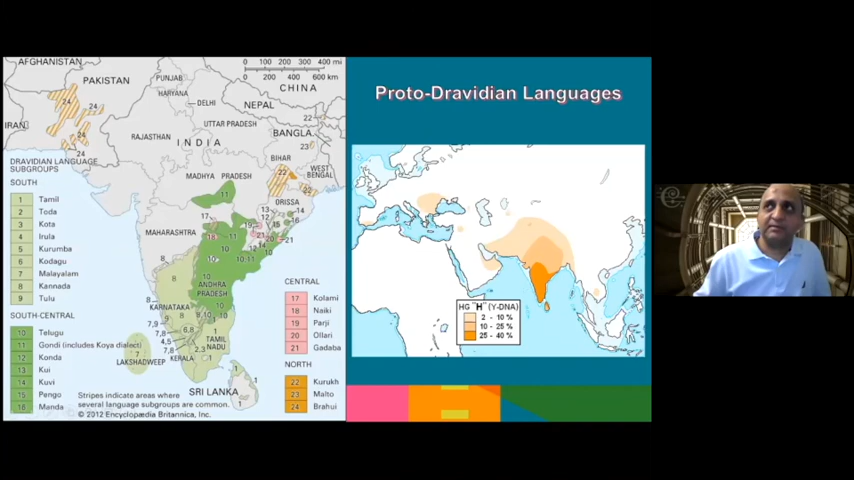 AFGHANISTAN
PAKISTAN
PUNJAB
HARYANA
DELHI
0 100 200 300 400 mi
0 200 400 600 km
CHINA
NEPAL
IRAN
RAJASTHAN
UTTAR PRADESH
INDIA
BANGLA.
BIHAR
WEST
BENGAL
MADHYA PRADESH
ORISSA
MAHARASHTRA
ANDHRA
PRADESH
KARNATAKA
TAMIL
NADU
KERALA
LAKSHADWEEP
SRI LANKA
DRAVIDIAN LANGUAGE
SUBGROUPS
SOUTH
1 Tamil
2 Toda
3 Kota
4 Irula
5 Kurumba
6 Kodagu
7 Malayalam
8 Kannada
9 Tulu
SOUTH-CENTRAL
10 Telugu
11 Gondi (includes Koya dialect)
12 Konda
13 Kui
14 Kuvi
15 Pengo
18 Manda
CENTRAL
17 Kolami
18 Naiki
19 Parji
20 Ollari
21 Gadaba
NORTH
22 Kurukh
23 Malto
24 Brahui
Stripes indicate areas where
several language subgroups are common.
© 2012 Encyclopædia Britannica, Inc.
Proto-Dravidian Languages
HG "H" (Y-DNA)
2 - 10 %
10 - 25 %
25 - 40 %